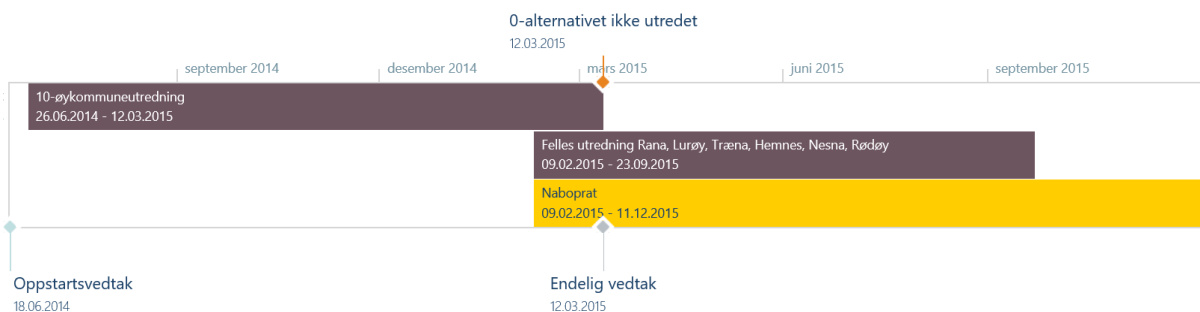 0-alternativet ikke utredet
12.03.2015
september 2014
desember 2014
mars 2015
juni 2015
september 2015
10-øykommuneutredning
26.06.2014 - 12.03.2015
Felles utredning Rana, Lurøy, Træna, Hemnes, Nesna, Rødøy
09.02.2015 - 23.09.2015
Naboprat
09.02.2015 - 11.12.2015
Oppstartsvedtak
18.06.2014
Endelig vedtak
12.03.2015